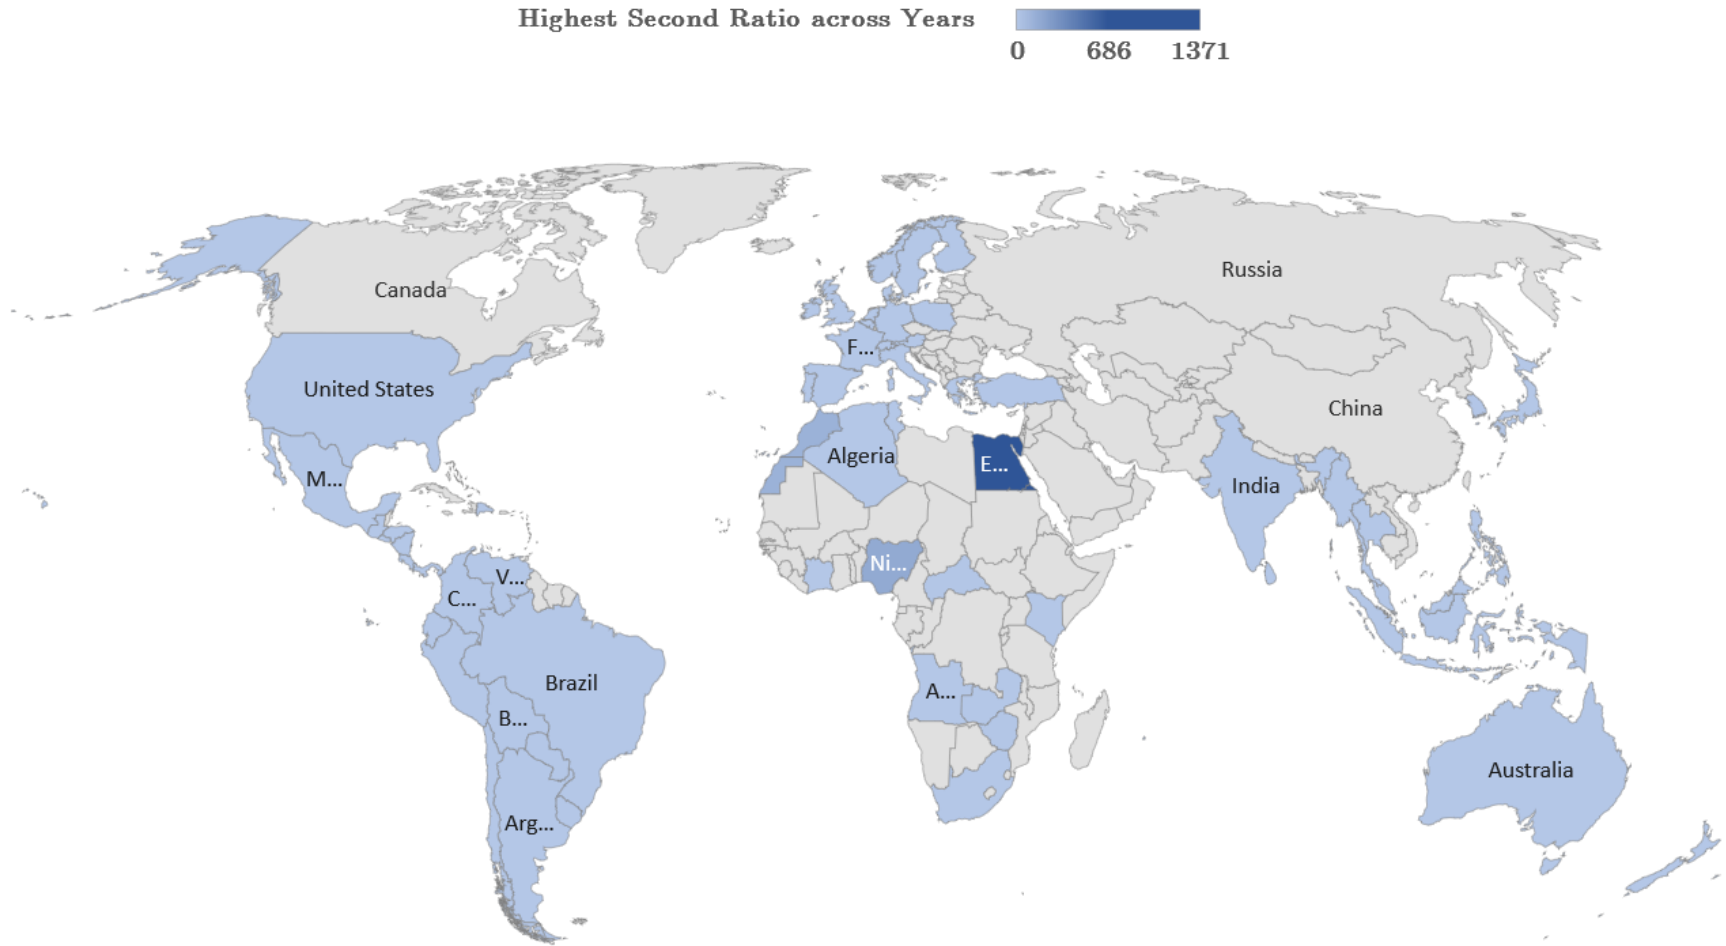 Highest Second Ratio across Years
0 686 1371
Russia
Canada
F...
United States
China
Algeria
E...
M...
India
Ni...
V...
C...
Brazil
A...
B...
Australia
Arg...